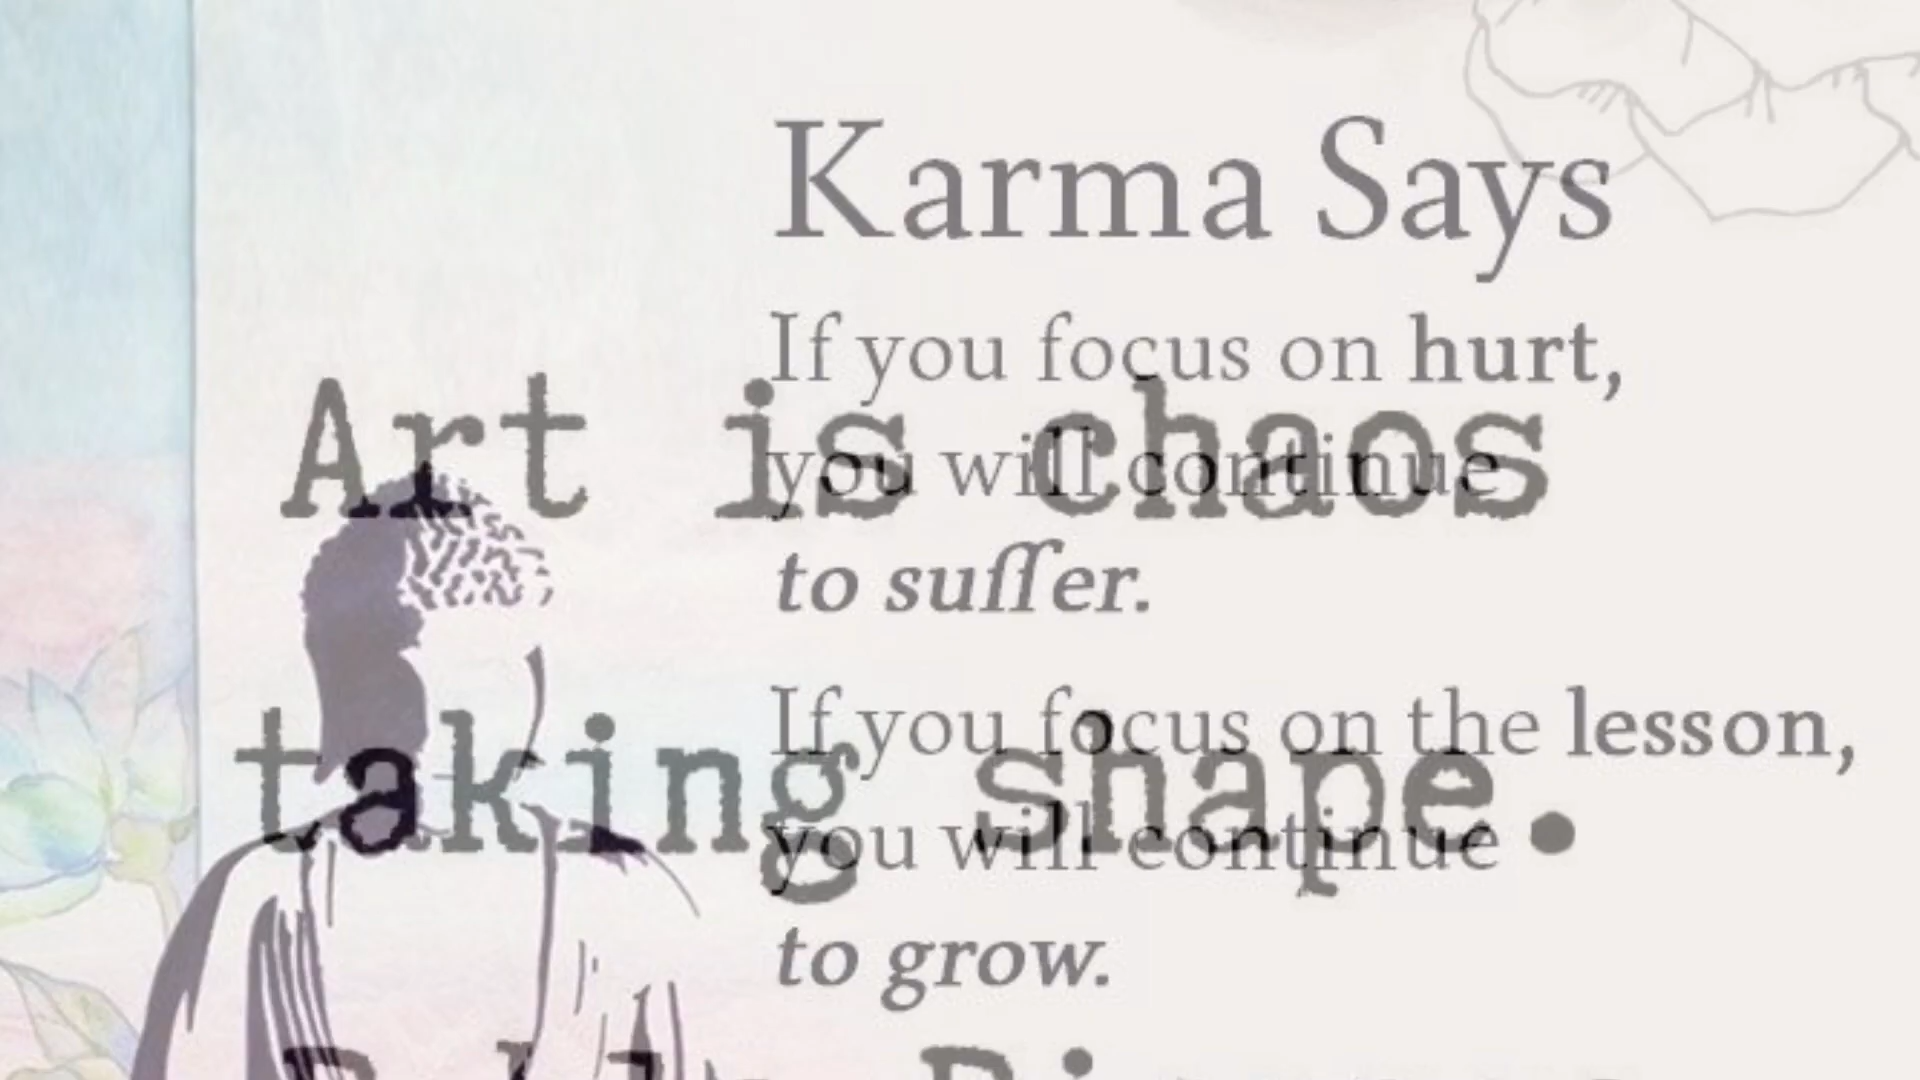 Karma Says
If you focus on hurt,
you will continue
to suffer.
If you focus on the lesson,
you will continue
to grow.
Art is chaos
taking shape.